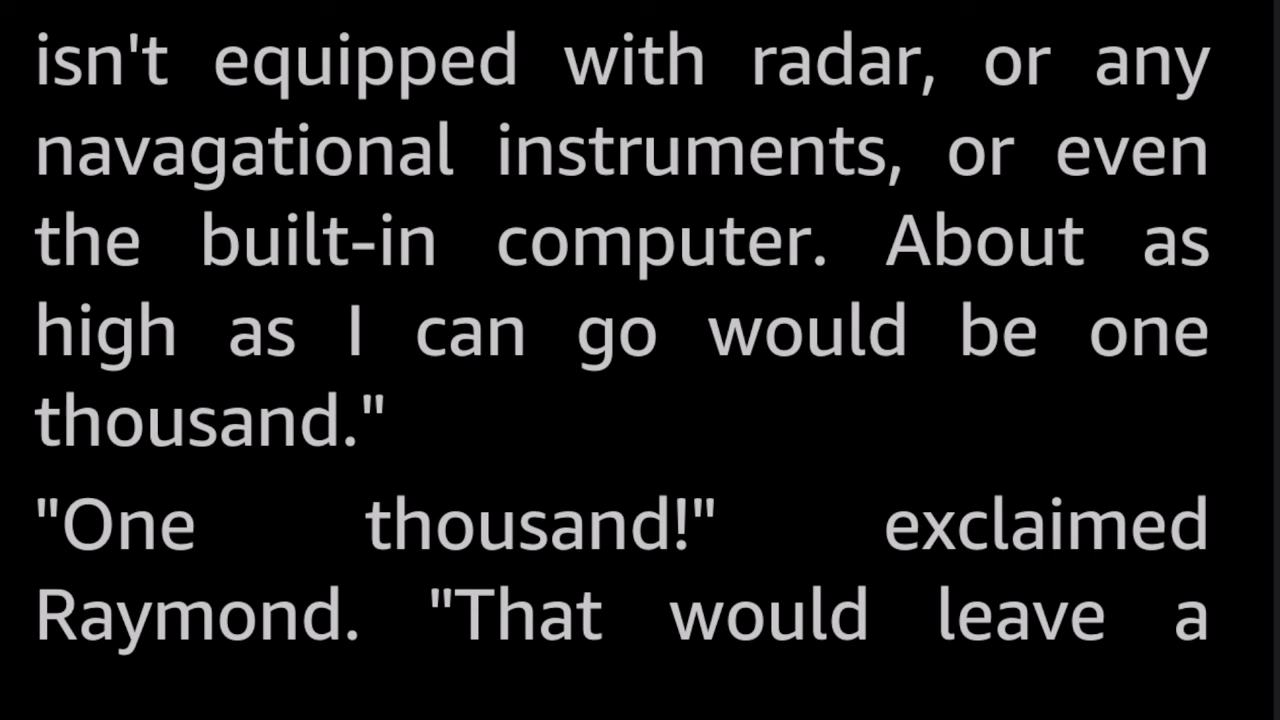 isn't equipped with radar, or any
navagational instruments, or even
the built-in computer. About as
high as I can go would be one
thousand."
"One thousand!" exclaimed
Raymond. "That would leave a